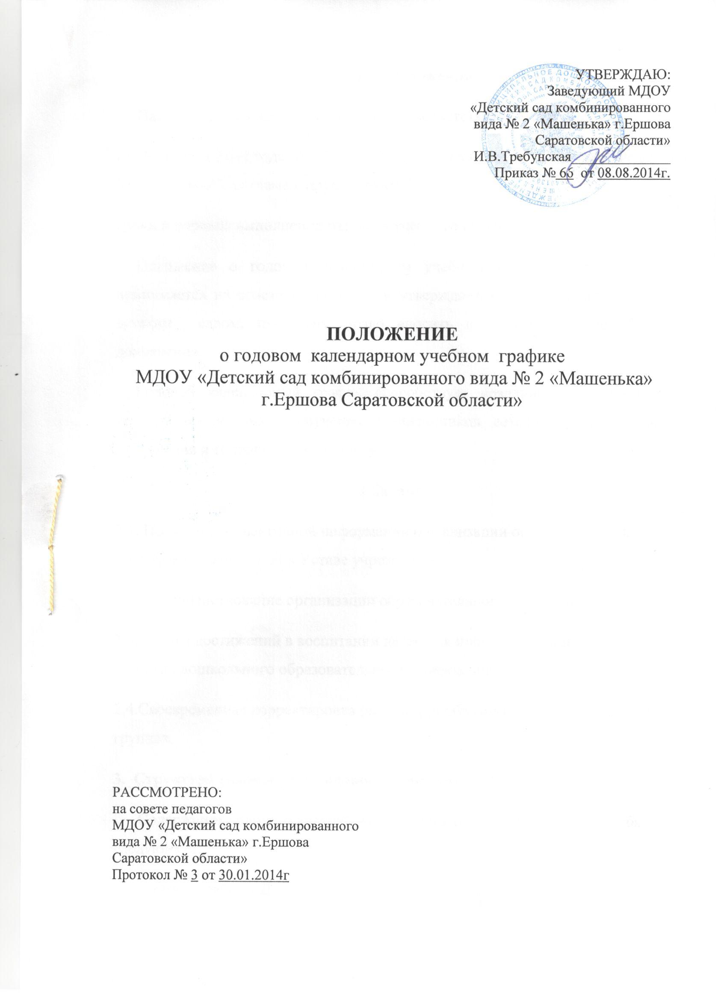 УТВЕРЖДАЮ:
Заведующий МДОУ
«Детский сад комбинированного
вида № 2 «Машенька» г.Ершова
Саратовской области»
И.В.Требунская______________
Приказ № 66 от 08.08.2014г.
ПОЛОЖЕНИЕ
о годовом календарном учебном графике
МДОУ «Детский сад комбинированного вида № 2 «Машенька»
г.Ершова Саратовской области»
РАССМОТРЕНО:
на совете педагогов
МДОУ «Детский сад комбинированного
вида № 2 «Машенька» г.Ершова
Саратовской области»
Протокол № 3 от 30.01.2014г